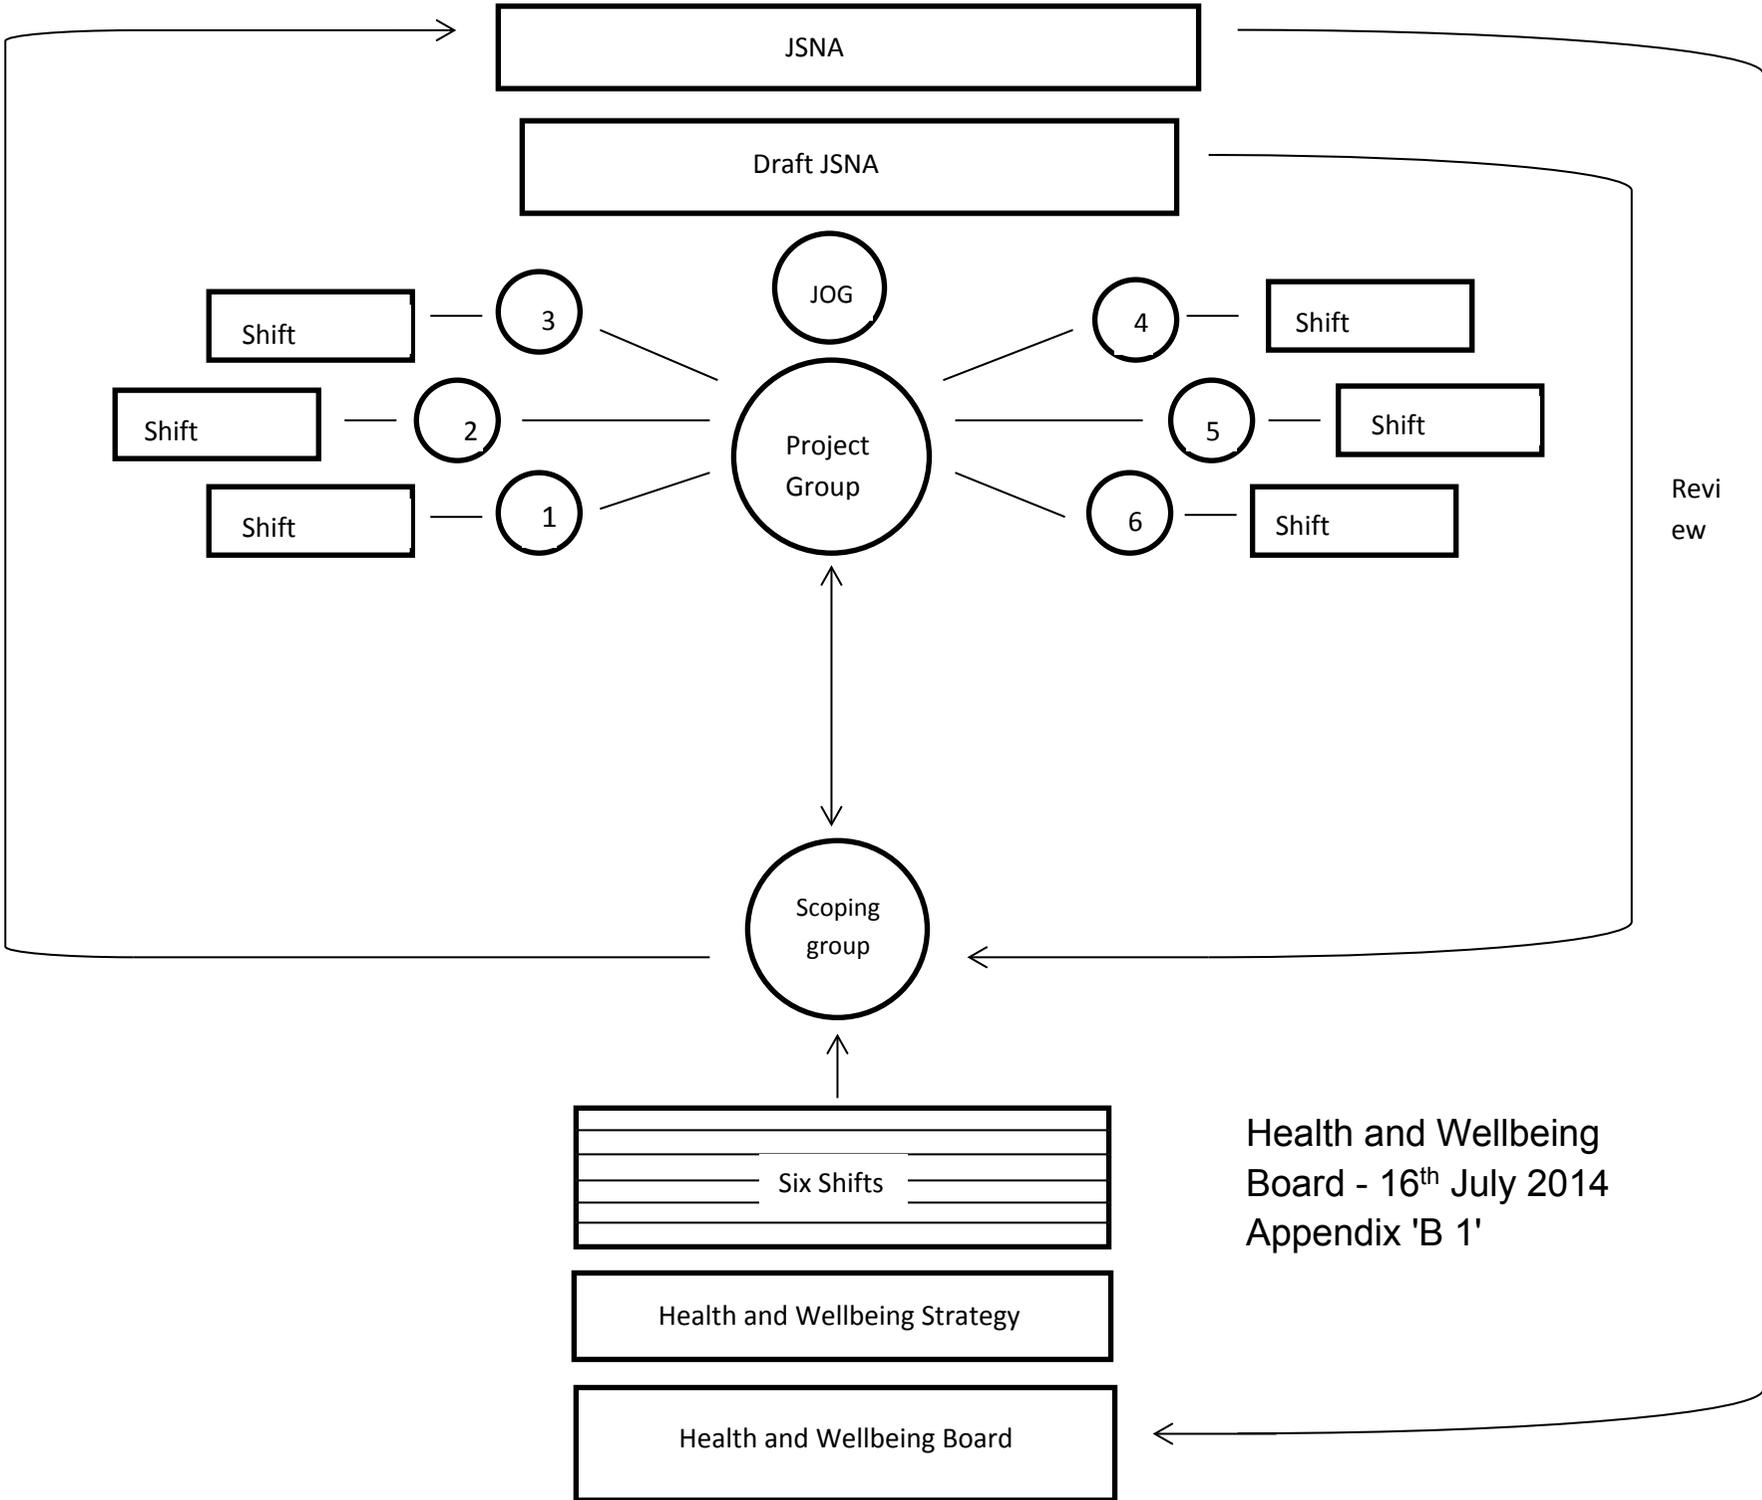 JSNA
Draft JSNA
JOG
Shift
3
4
Shift
Shift
2
Project
Group
5
Shift
Shift
1
6
Shift
Revi
ew
Scoping
group
Six Shifts
Health and Wellbeing
Board - 16th July 2014
Appendix 'B 1'
Health and Wellbeing Strategy
Health and Wellbeing Board